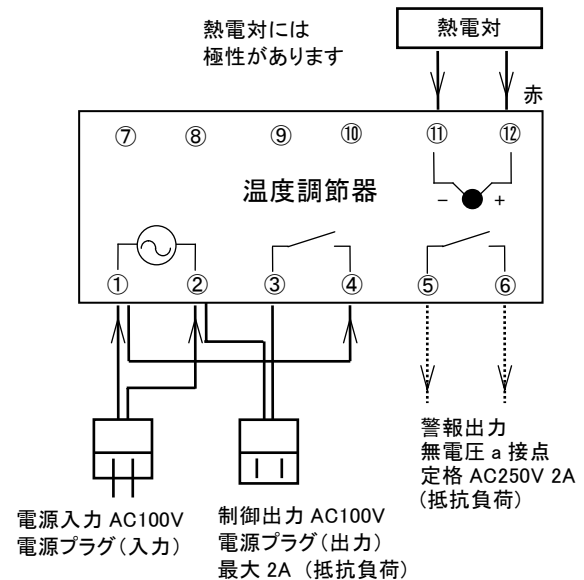 熱電対には
極性があります
熱電対
赤
⑦ ⑧ ⑨ ⑩ ⑪ ⑫
温度調節器
− +
① ② ③ ④ ⑤ ⑥
電源入力 AC100V
電源プラグ（入力）
制御出力 AC100V
電源プラグ（出力）
最大 2A （抵抗負荷）
警報出力
無電圧 a 接点
定格 AC250V 2A
（抵抗負荷）